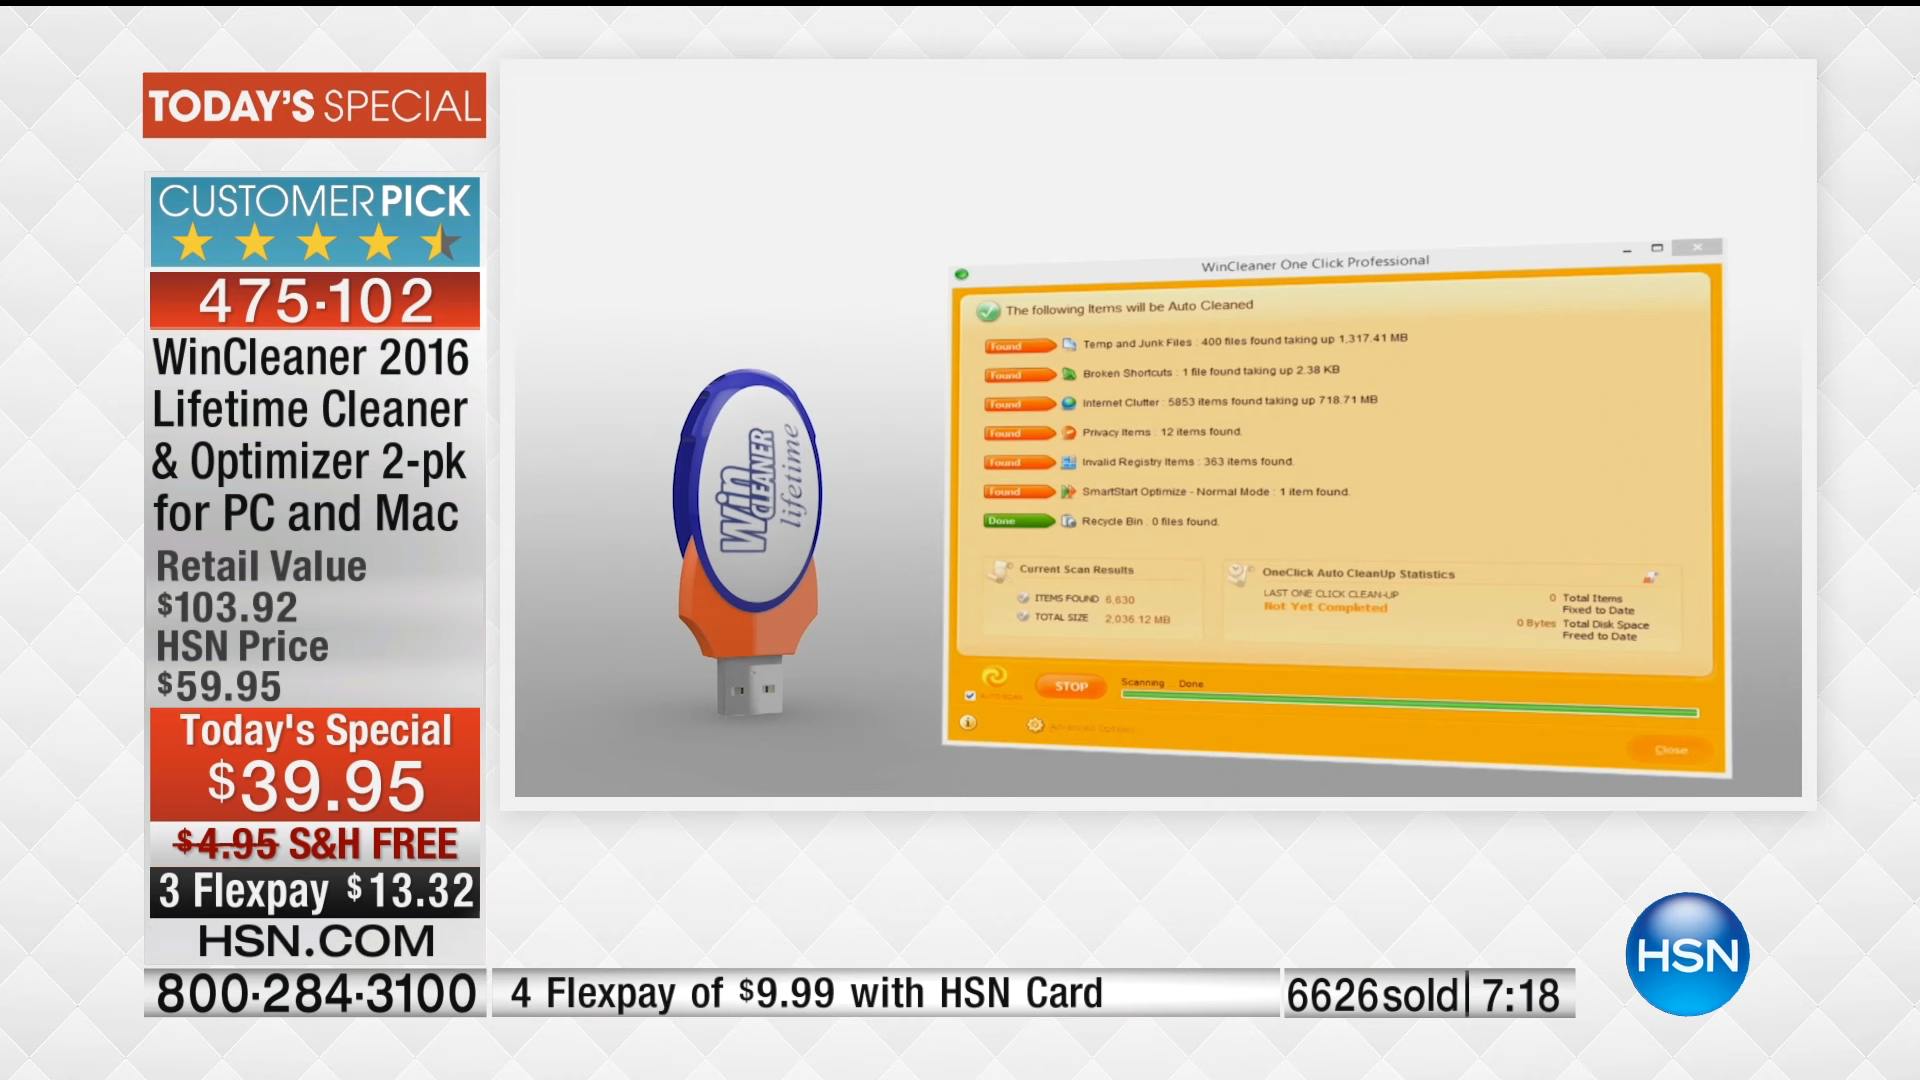 TODAY'S SPECIAL
CUSTOMER PICK
475-102
WinCleaner 2016
Lifetime Cleaner
& Optimizer 2-pk
for PC and Mac
Retail Value
$103.92
HSN Price
$59.95
Today's Special
$39.95
$4.95 S&H FREE
3 Flexpay $13.32
HSN.COM
800·284·3100
4 Flexpay of $9.99 with HSN Card
6626 sold 7:18
HSN
Win
CLEANER
lifetime
WinCleaner One Click Professional
The following Items will be Auto Cleaned
Found Temp and Junk Files : 400 files found taking up 1,317.41 MB
Found Broken Shortcuts : 1 file found taking up 2.38 KB
Found Internet Clutter : 5853 items found taking up 718.71 MB
Found Privacy Items : 12 items found.
Found Invalid Registry Items : 363 items found.
Found SmartStart Optimize - Normal Mode : 1 item found.
Done Recycle Bin : 0 files found.
Current Scan Results
ITEMS FOUND 6,630
TOTAL SIZE 2,036.12 MB
OneClick Auto CleanUp Statistics
LAST ONE CLICK CLEAN-UP
Not Yet Completed
0 Total Items
Fixed to Date
0 Bytes Total Disk Space
Freed to Date
AUTO SCAN
STOP
Scanning Done
Advanced Options
Close